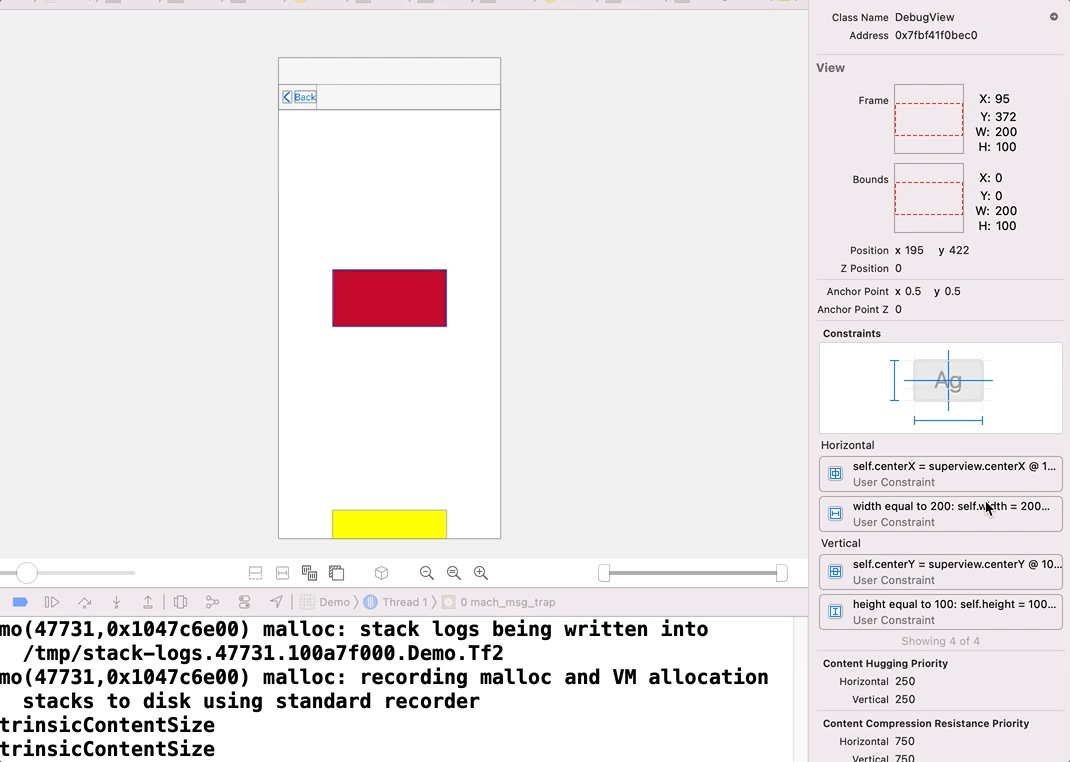 Back
Demo
Thread 1
0 mach_msg_trap
mo(47731,0x1047c6e00) malloc: stack logs being written into
/tmp/stack-logs.47731.100a7f000.Demo.Tf2
mo(47731,0x1047c6e00) malloc: recording malloc and VM allocation
stacks to disk using standard recorder
trinsicContentSize
trinsicContentSize
Class Name DebugView
Address 0x7fbf41f0bec0
View
Frame
X: 95
Y: 372
W: 200
H: 100
Bounds
X: 0
Y: 0
W: 200
H: 100
Position x 195 y 422
Z Position 0
Anchor Point x 0.5 y 0.5
Anchor Point Z 0
Constraints
Ag
Horizontal
self.centerX = superview.centerX @ 1...
User Constraint
width equal to 200: self.width = 200...
User Constraint
Vertical
self.centerY = superview.centerY @ 10...
User Constraint
height equal to 100: self.height = 100...
User Constraint
Showing 4 of 4
Content Hugging Priority
Horizontal 250
Vertical 250
Content Compression Resistance Priority
Horizontal 750
Vertical 750